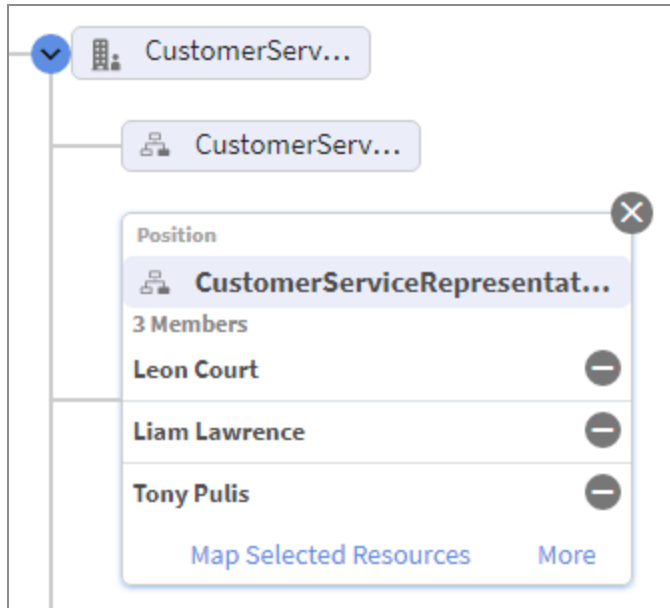 CustomerServ...
CustomerServ...
Position
CustomerServiceRepresentat...
3 Members
Leon Court
Liam Lawrence
Tony Pulis
Map Selected Resources More